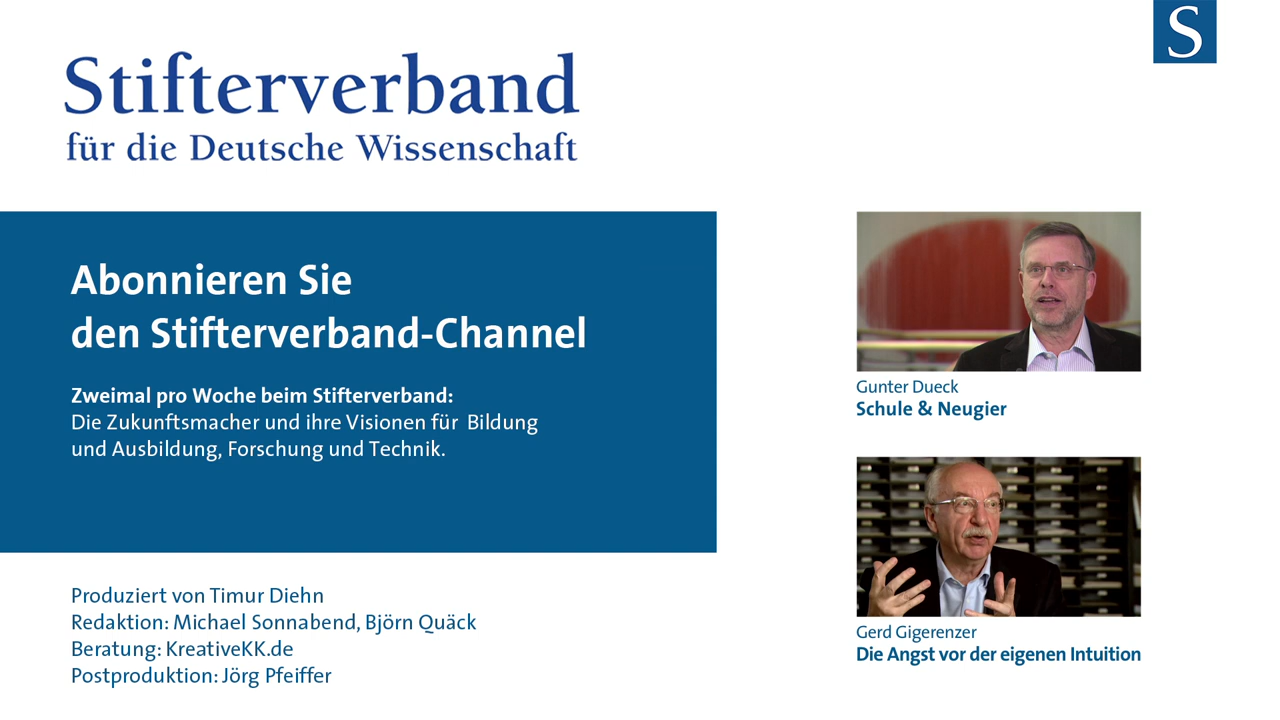 S
Stifterverband
für die Deutsche Wissenschaft
Abonnieren Sie
den Stifterverband-Channel
Zweimal pro Woche beim Stifterverband:
Die Zukunftsmacher und ihre Visionen für Bildung
und Ausbildung, Forschung und Technik.
Gunter Dueck
Schule & Neugier
Gerd Gigerenzer
Die Angst vor der eigenen Intuition
Produziert von Timur Diehn
Redaktion: Michael Sonnabend, Björn Quäck
Beratung: KreativeKK.de
Postproduktion: Jörg Pfeiffer